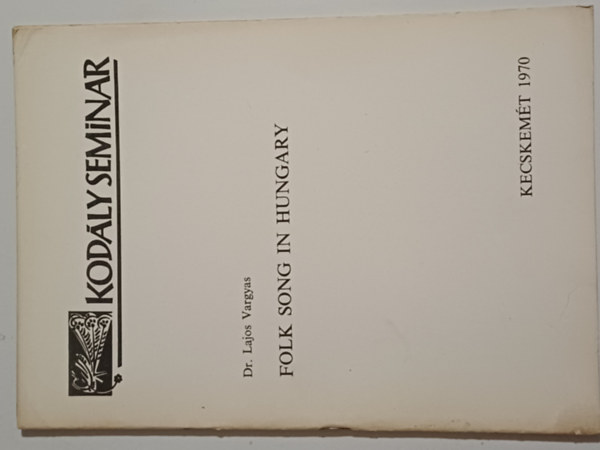 KODÁLY SEMINAR
Dr. Lajos Vargyas
FOLK SONG IN HUNGARY
KECSKEMÉT 1970